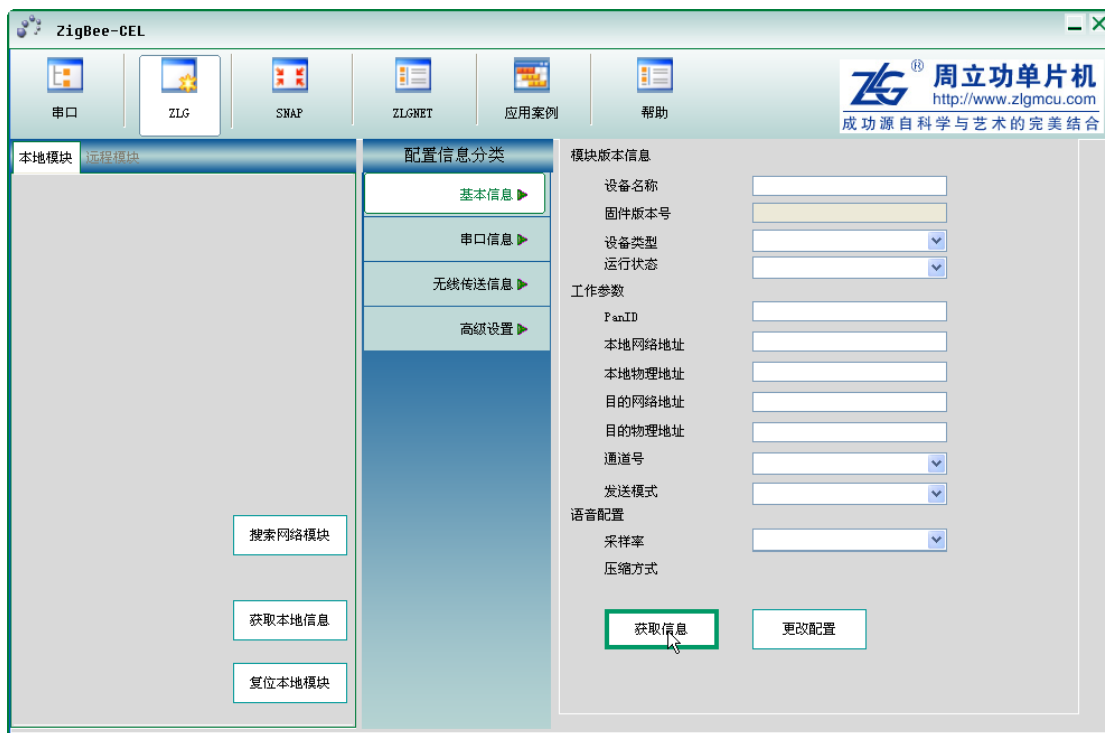 ZigBee-CEL
串口
ZLG
SNAP
ZLGNET
应用案例
帮助
ZLG® 周立功单片机
http://www.zlgmcu.com
成功源自科学与艺术的完美结合
本地模块 远程模块
搜索网络模块
获取本地信息
复位本地模块
配置信息分类
基本信息
串口信息
无线传送信息
高级设置
模块版本信息
设备名称
固件版本号
设备类型
运行状态
工作参数
PanID
本地网络地址
本地物理地址
目的网络地址
目的物理地址
通道号
发送模式
语音配置
采样率
压缩方式
获取信息
更改配置